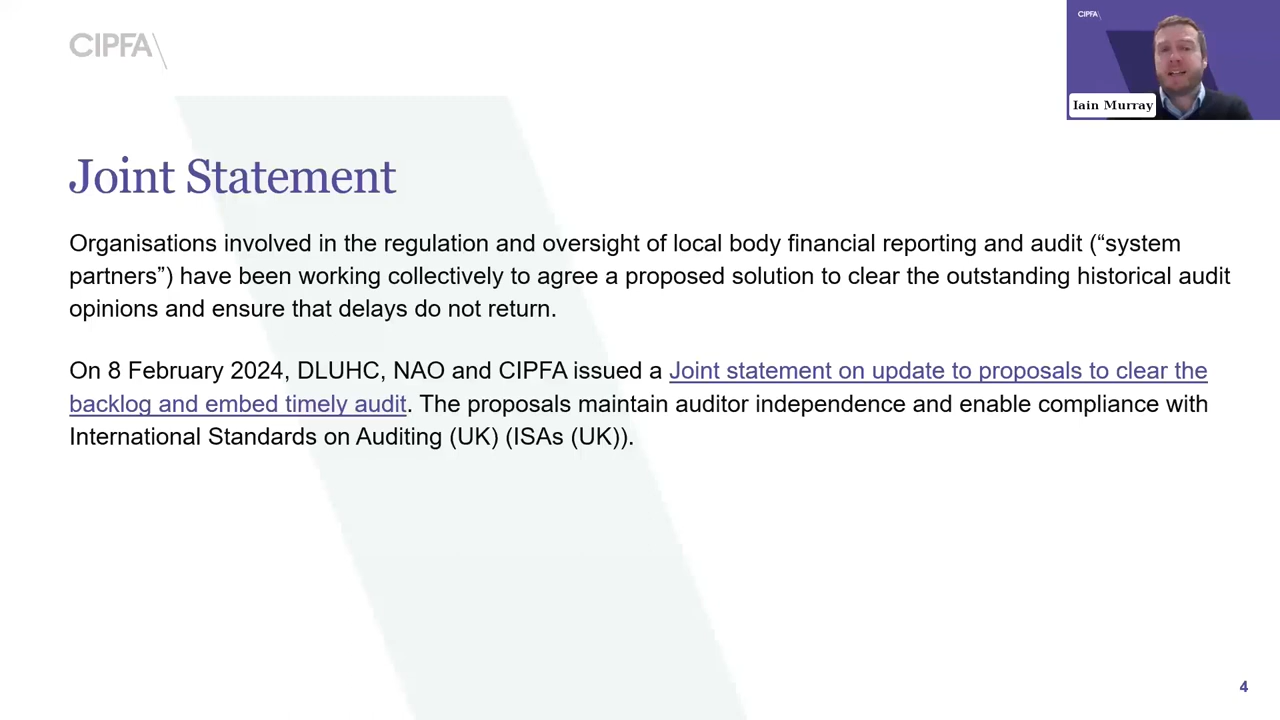 CIPFA
CIPFA
Iain Murray
Joint Statement
Organisations involved in the regulation and oversight of local body financial reporting and audit (“system
partners”) have been working collectively to agree a proposed solution to clear the outstanding historical audit
opinions and ensure that delays do not return.
On 8 February 2024, DLUHC, NAO and CIPFA issued a Joint statement on update to proposals to clear the
backlog and embed timely audit. The proposals maintain auditor independence and enable compliance with
International Standards on Auditing (UK) (ISAs (UK)).
4